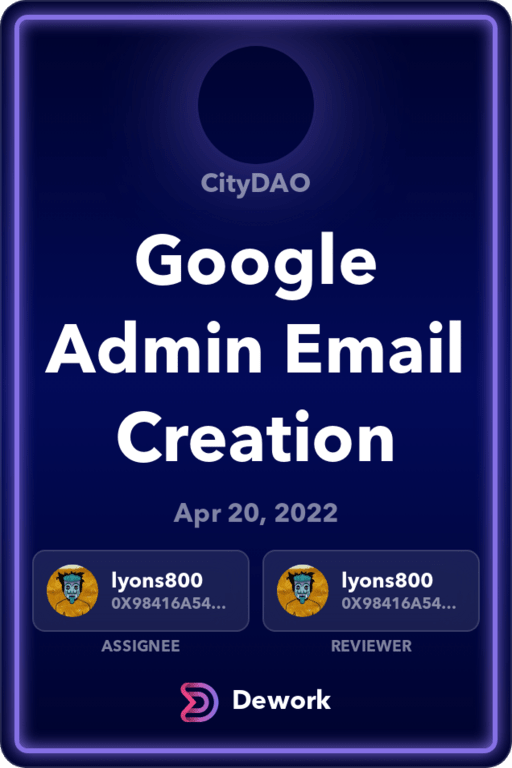 CityDAO
Google
Admin Email
Creation
Apr 20, 2022
lyons800
0X98416A54...
ASSIGNEE
lyons800
0X98416A54...
REVIEWER
Dework